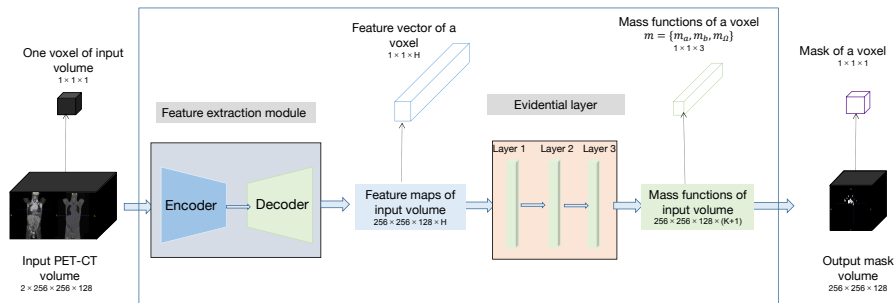 One voxel of input
volume
1 × 1 × 1
Input PET-CT
volume
2 × 256 × 256 × 128
Feature extraction module
Encoder
Decoder
Feature vector of a
voxel
1 × 1 × H
Feature maps of
input volume
256 × 256 × 128 × H
Evidential layer
Layer 1
Layer 2
Layer 3
Mass functions of a voxel
m = {mₐ, m_b, m_Ω}
1 × 1 × 3
Mass functions of
input volume
256 × 256 × 128 × (K+1)
Mask of a voxel
1 × 1 × 1
Output mask
volume
256 × 256 × 128